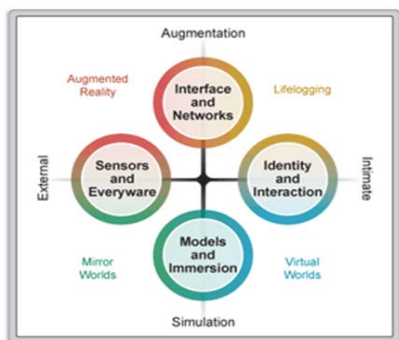 Augmentation
Augmented
Reality
Interface
and
Networks
Lifelogging
External
Sensors
and
Everyware
Identity
and
Interaction
Intimate
Mirror
Worlds
Models
and
Immersion
Virtual
Worlds
Simulation